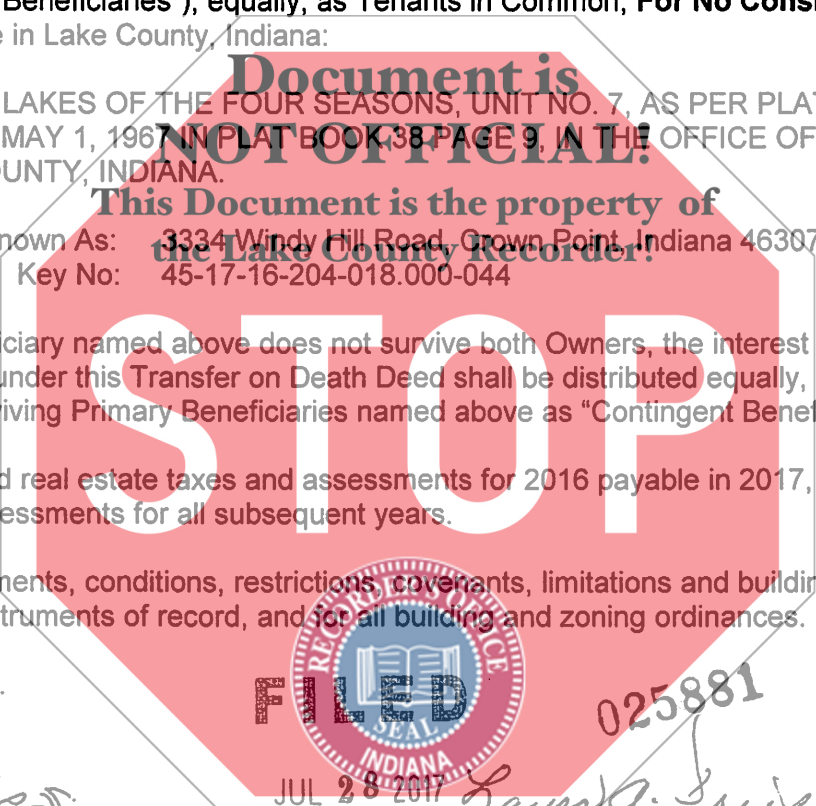 Beneficiaries"), equally, as Tenants in Common, For No Consi
e in Lake County, Indiana:
Document is
LAKES OF THE FOUR SEASONS, UNIT NO. 7, AS PER PLA
MAY 1, 1967 IN PLAT BOOK 38 PAGE 9, IN THE OFFICE OF
NOT OFFICIAL!
OUNTY, INDIANA.
This Document is the property of
nown As: 3334 Windy Hill Road, Crown Point, Indiana 46307
the Lake County Recorder!
Key No: 45-17-16-204-018.000-044
STOP
iciary named above does not survive both Owners, the interest
under this Transfer on Death Deed shall be distributed equally,
viving Primary Beneficiaries named above as "Contingent Benef
d real estate taxes and assessments for 2016 payable in 2017,
essments for all subsequent years.
nents, conditions, restrictions, covenants, limitations and buildin
truments of record, and for all building and zoning ordinances.
RECORDER'S OFFICE
SEAL
INDIANA
FILED
025881
JUL 28 2017